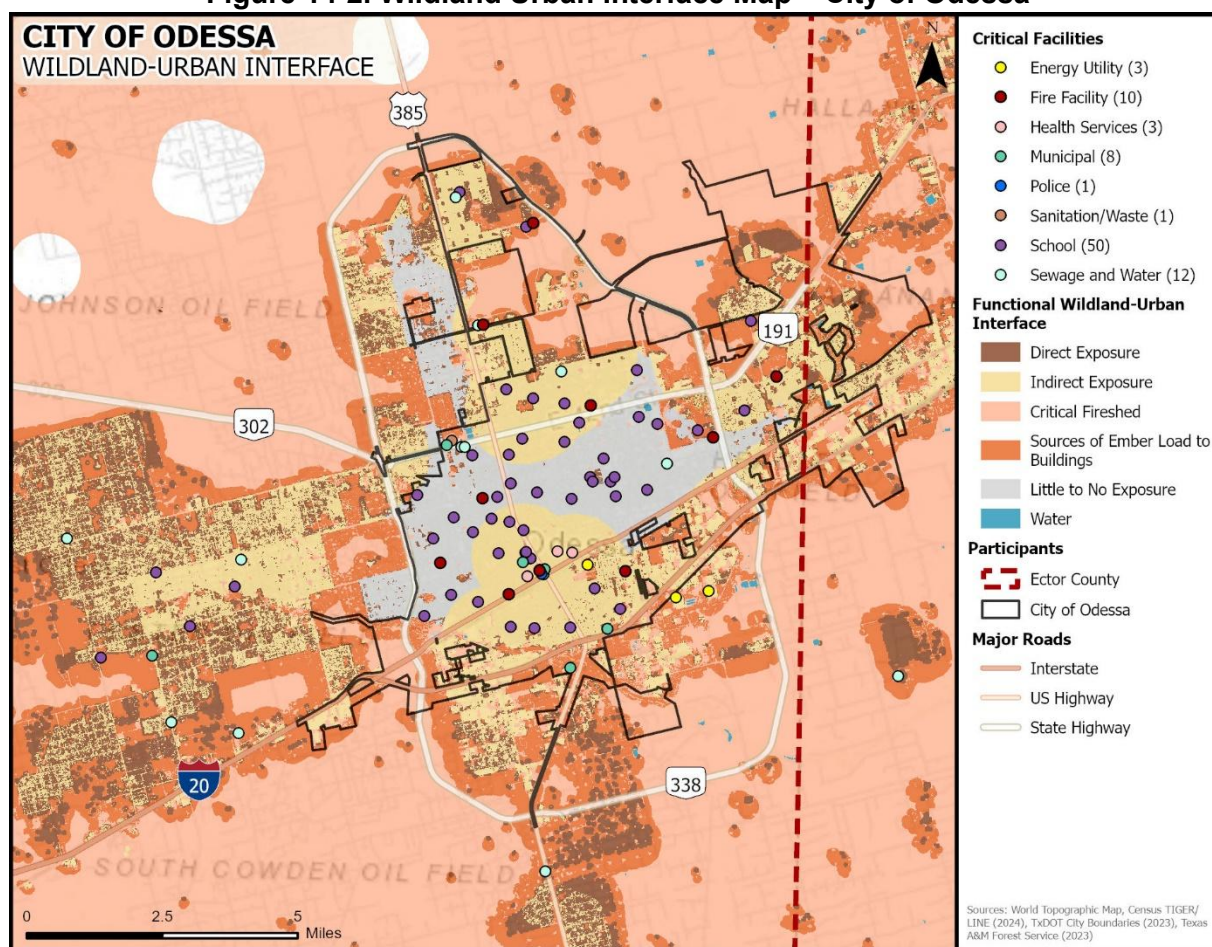 Figure 14-2. Wildland Urban Interface Map – City of Odessa
CITY OF ODESSA
WILDLAND-URBAN INTERFACE
N
385
JOHNSON OIL FIELD
191
302
Odessa
20
338
SOUTH COWDEN OIL FIELD
0 2.5 5
Miles
Critical Facilities
Energy Utility (3)
Fire Facility (10)
Health Services (3)
Municipal (8)
Police (1)
Sanitation/Waste (1)
School (50)
Sewage and Water (12)
Functional Wildland-Urban
Interface
Direct Exposure
Indirect Exposure
Critical Fireshed
Sources of Ember Load to
Buildings
Little to No Exposure
Water
Participants
Ector County
City of Odessa
Major Roads
Interstate
US Highway
State Highway
Sources: World Topographic Map, Census TIGER/
LINE (2024), TxDOT City Boundaries (2023), Texas
A&M Forest Service (2023)